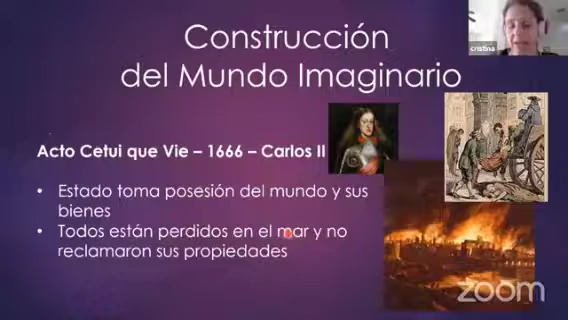 Construcción
del Mundo Imaginario
cristina
Acto Cetui que Vie – 1666 – Carlos II
• Estado toma posesión del mundo y sus
bienes
• Todos están perdidos en el mar y no
reclamaron sus propiedades
zoom